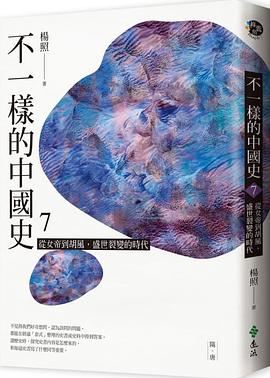 楊照——著
不一樣的中國史
7
從女帝到胡風，盛世裂變的時代
隋、唐
楊照——著
不一樣的中國史
7
從女帝到胡風，
盛世裂變的時代
遠流